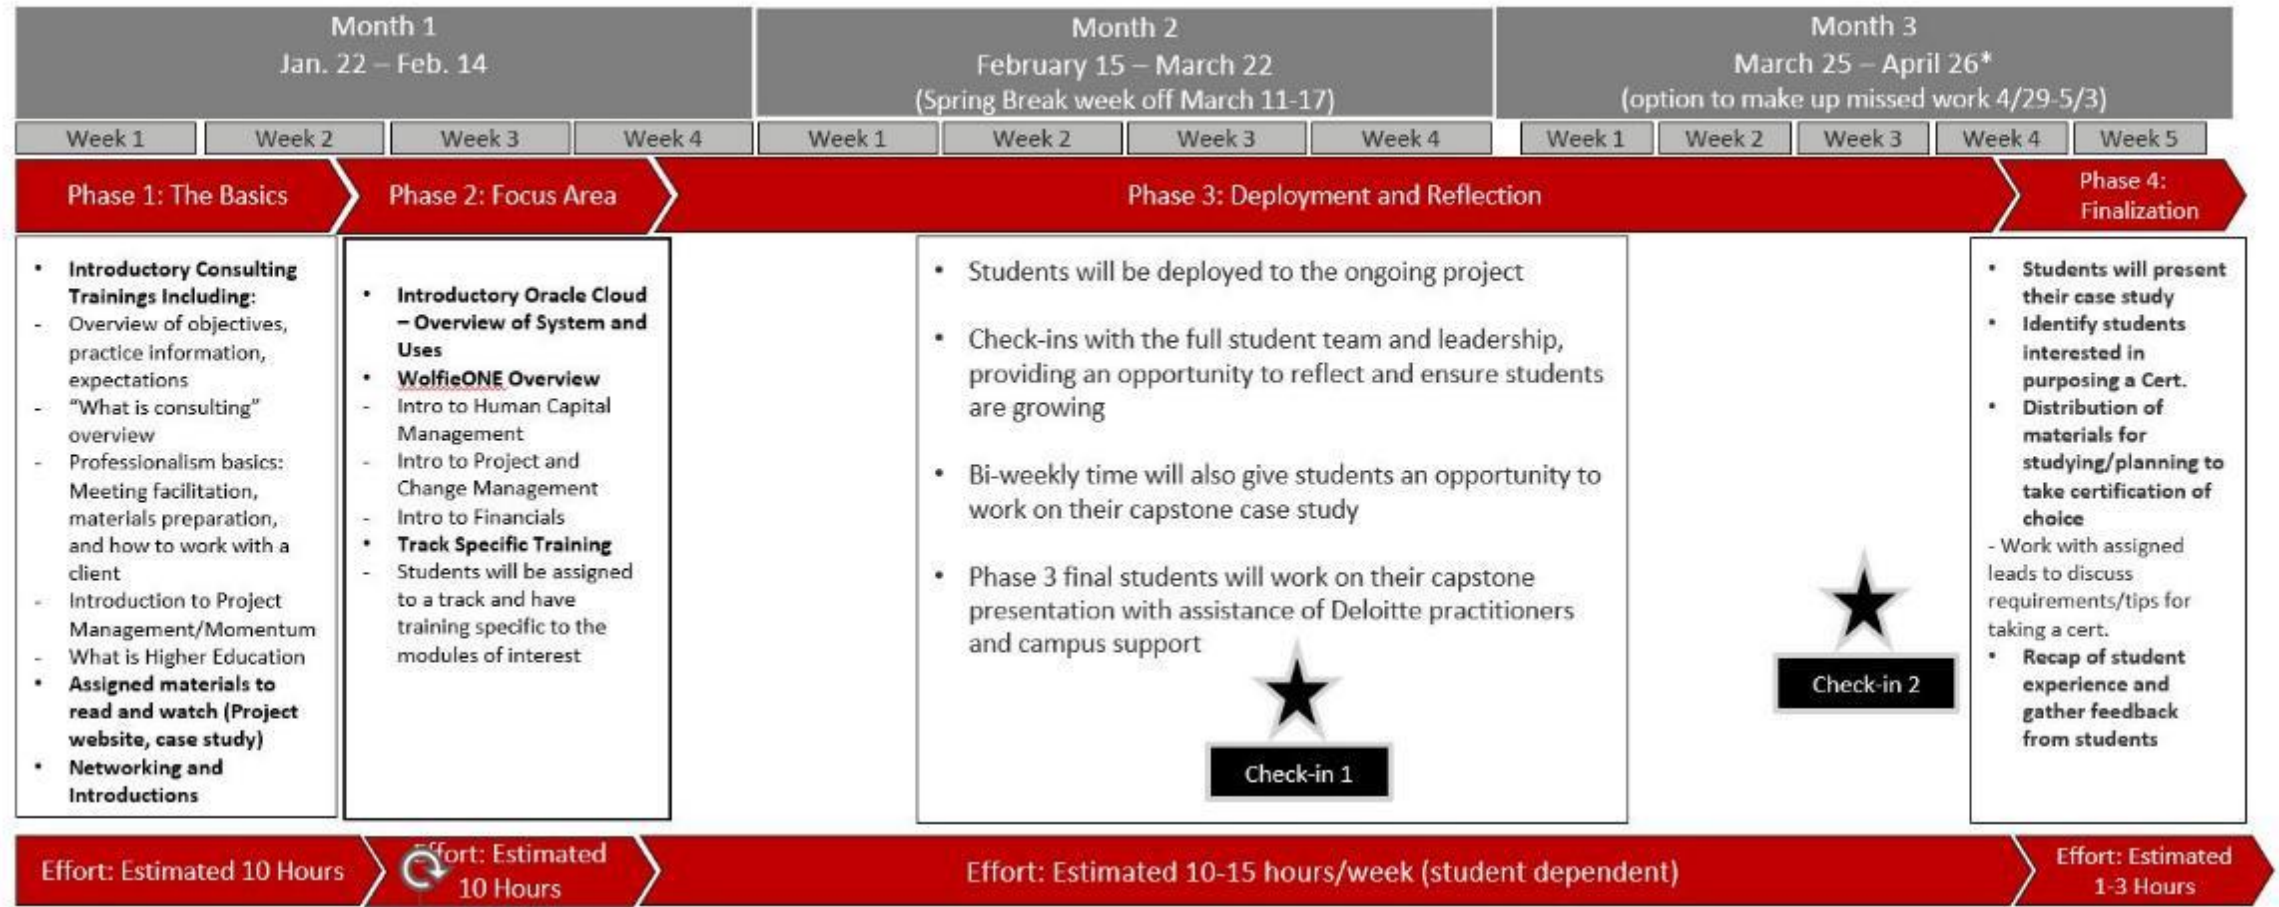 Month 1
Jan. 22 – Feb. 14
Month 2
February 15 – March 22
(Spring Break week off March 11-17)
Month 3
March 25 – April 26*
(option to make up missed work 4/29-5/3)
Week 1
Week 2
Week 3
Week 4
Week 1
Week 2
Week 3
Week 4
Week 1
Week 2
Week 3
Week 4
Week 5
Phase 1: The Basics
Phase 2: Focus Area
Phase 3: Deployment and Reflection
Phase 4:
Finalization
• Introductory Consulting
Trainings Including:
- Overview of objectives,
practice information,
expectations
- “What is consulting”
overview
- Professionalism basics:
Meeting facilitation,
materials preparation,
and how to work with a
client
- Introduction to Project
Management/Momentum
- What is Higher Education
• Assigned materials to
read and watch (Project
website, case study)
• Networking and
Introductions
• Introductory Oracle Cloud
– Overview of System and
Uses
• WolfieONE Overview
- Intro to Human Capital
Management
- Intro to Project and
Change Management
- Intro to Financials
• Track Specific Training
- Students will be assigned
to a track and have
training specific to the
modules of interest
• Students will be deployed to the ongoing project
• Check-ins with the full student team and leadership,
providing an opportunity to reflect and ensure students
are growing
• Bi-weekly time will also give students an opportunity to
work on their capstone case study
• Phase 3 final students will work on their capstone
presentation with assistance of Deloitte practitioners
and campus support
Check-in 1
Check-in 2
• Students will present
their case study
• Identify students
interested in
purposing a Cert.
• Distribution of
materials for
studying/planning to
take certification of
choice
- Work with assigned
leads to discuss
requirements/tips for
taking a cert.
• Recap of student
experience and
gather feedback
from students
Effort: Estimated 10 Hours
Effort: Estimated
10 Hours
Effort: Estimated 10-15 hours/week (student dependent)
Effort: Estimated
1-3 Hours